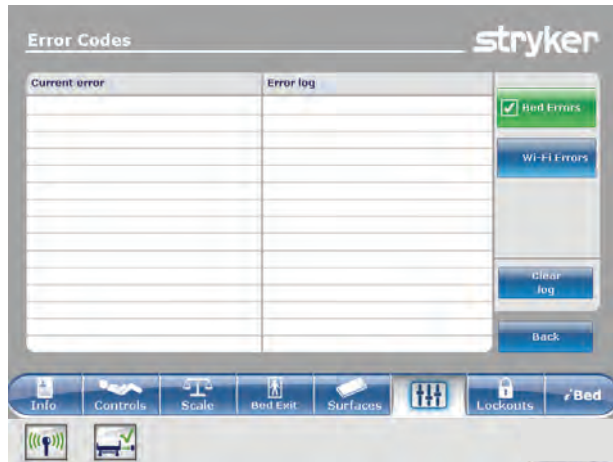 Error Codes
stryker
Current error
Error log
Bed Errors
Wi-Fi Errors
Clear
log
Back
Info
Controls
Scale
Bed Exit
Surfaces
Lockouts
iBed